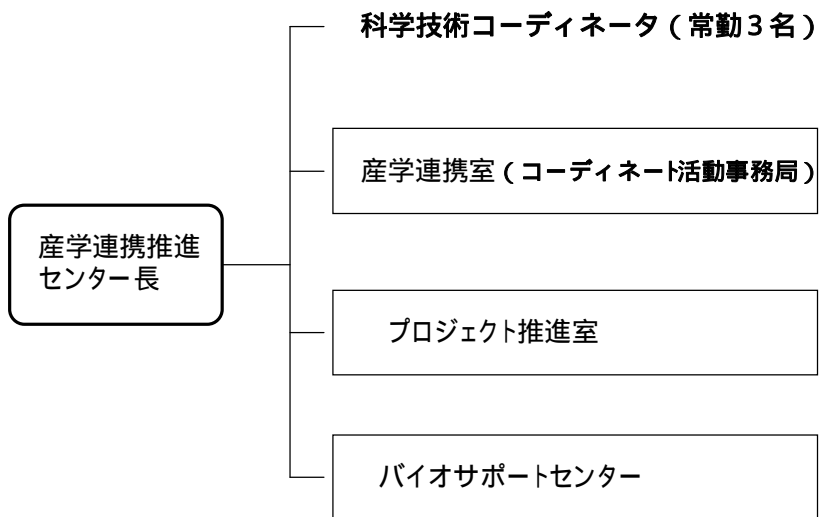 科学技術コーディネータ（常勤３名）
産学連携室（コーディネート活動事務局）
産学連携推進
センター長
プロジェクト推進室
バイオサポートセンター